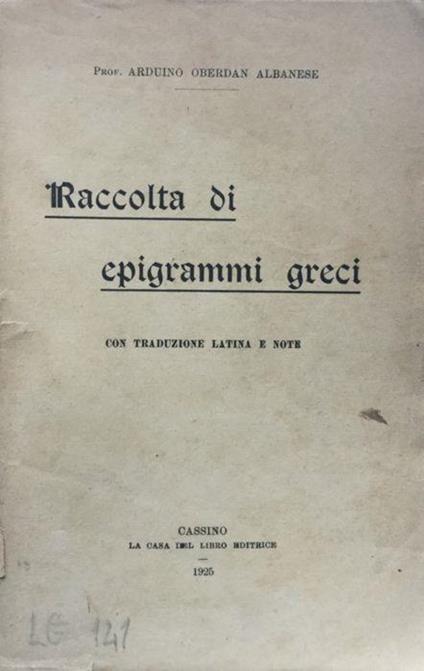 Prof. ARDUINO OBERDAN ALBANESE
Raccolta di
epigrammi greci
CON TRADUZIONE LATINA E NOTE
CASSINO
LA CASA DEL LIBRO EDITRICE
1925
LG 141